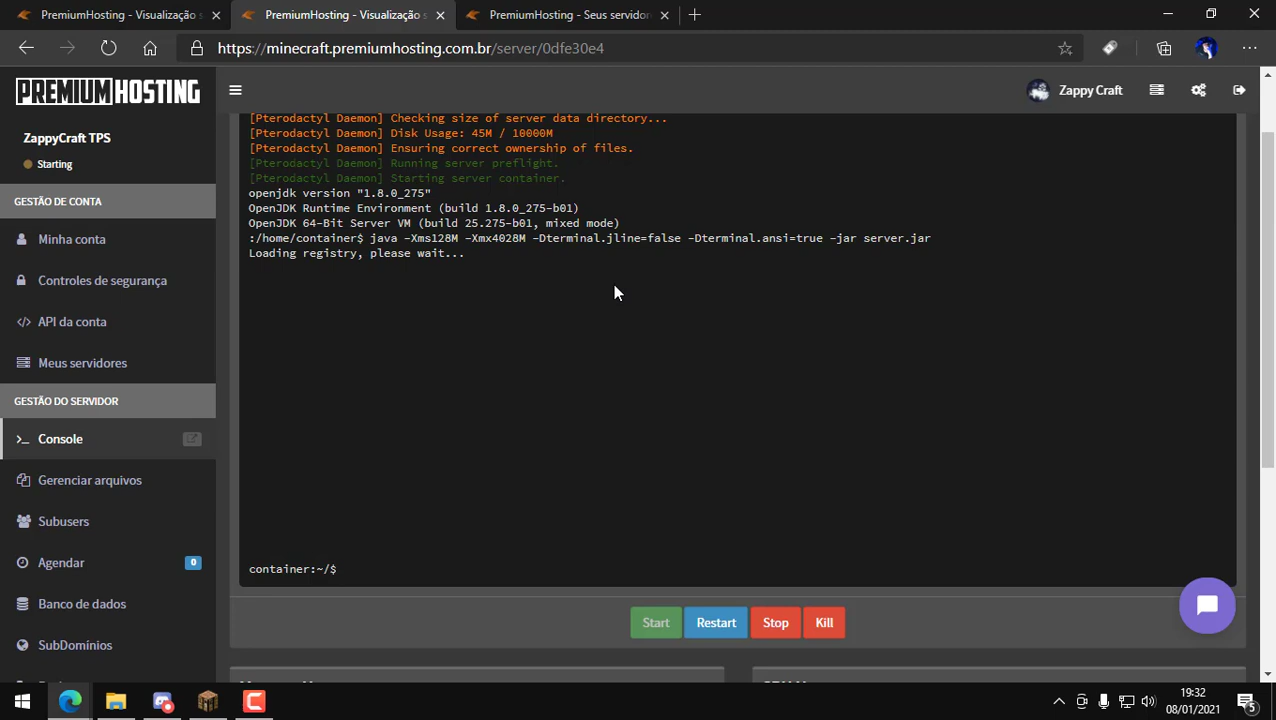 PremiumHosting - Visualização s
PremiumHosting - Visualização s
PremiumHosting - Seus servidor
https://minecraft.premiumhosting.com.br/server/0dfe30e4
PREMIUMHOSTING
Zappy Craft
ZappyCraft TPS
Starting
GESTÃO DE CONTA
Minha conta
Controles de segurança
API da conta
Meus servidores
GESTÃO DO SERVIDOR
Console
Gerenciar arquivos
Subusers
Agendar
0
Banco de dados
SubDomínios
[Pterodactyl Daemon] Checking size of server data directory...
[Pterodactyl Daemon] Disk Usage: 45M / 10000M
[Pterodactyl Daemon] Ensuring correct ownership of files.
[Pterodactyl Daemon] Running server preflight.
[Pterodactyl Daemon] Starting server container.
openjdk version "1.8.0_275"
OpenJDK Runtime Environment (build 1.8.0_275-b01)
OpenJDK 64-Bit Server VM (build 25.275-b01, mixed mode)
:/home/container$ java -Xms128M -Xmx4028M -Dterminal.jline=false -Dterminal.ansi=true -jar server.jar
Loading registry, please wait...
container:~/$
Start
Restart
Stop
Kill
19:32
08/01/2021
5